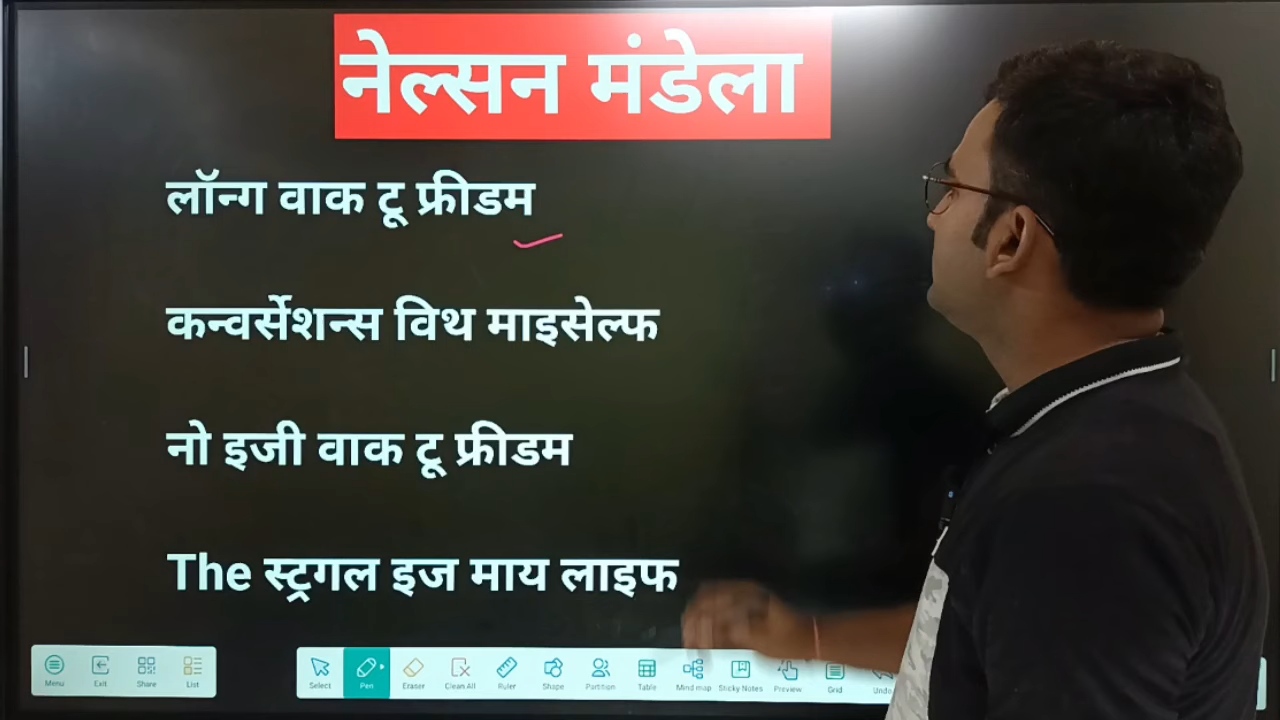 नेल्सन मंडेला
लॉन्ग वाक टू फ्रीडम
कन्वर्सेशन्स विथ माइसेल्फ
नो इजी वाक टू फ्रीडम
The स्ट्रगल इज माय लाइफ
Menu Exit Share List Select Pen Eraser Clean All Ruler Shape Partition Table Mind map Sticky Notes Preview Grid Undo